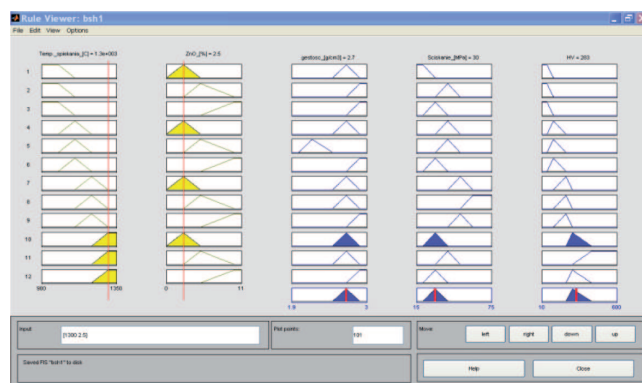 Rule Viewer: bsh1
File Edit View Options
Temp._spiekania_[C] = 1.3e+003
ZnO_[%] = 2.5
gestosc_[g/cm3] = 2.7
Sciskanie_[MPa] = 30
HV = 203
1
2
3
4
5
6
7
8
9
10
11
12
980 1350
0 11
1.8 3
15 75
10 600
Input:
[1300 2.5]
Plot points:
101
Move:
left
right
down
up
Saved FIS "bsh1" to disk
Help
Close